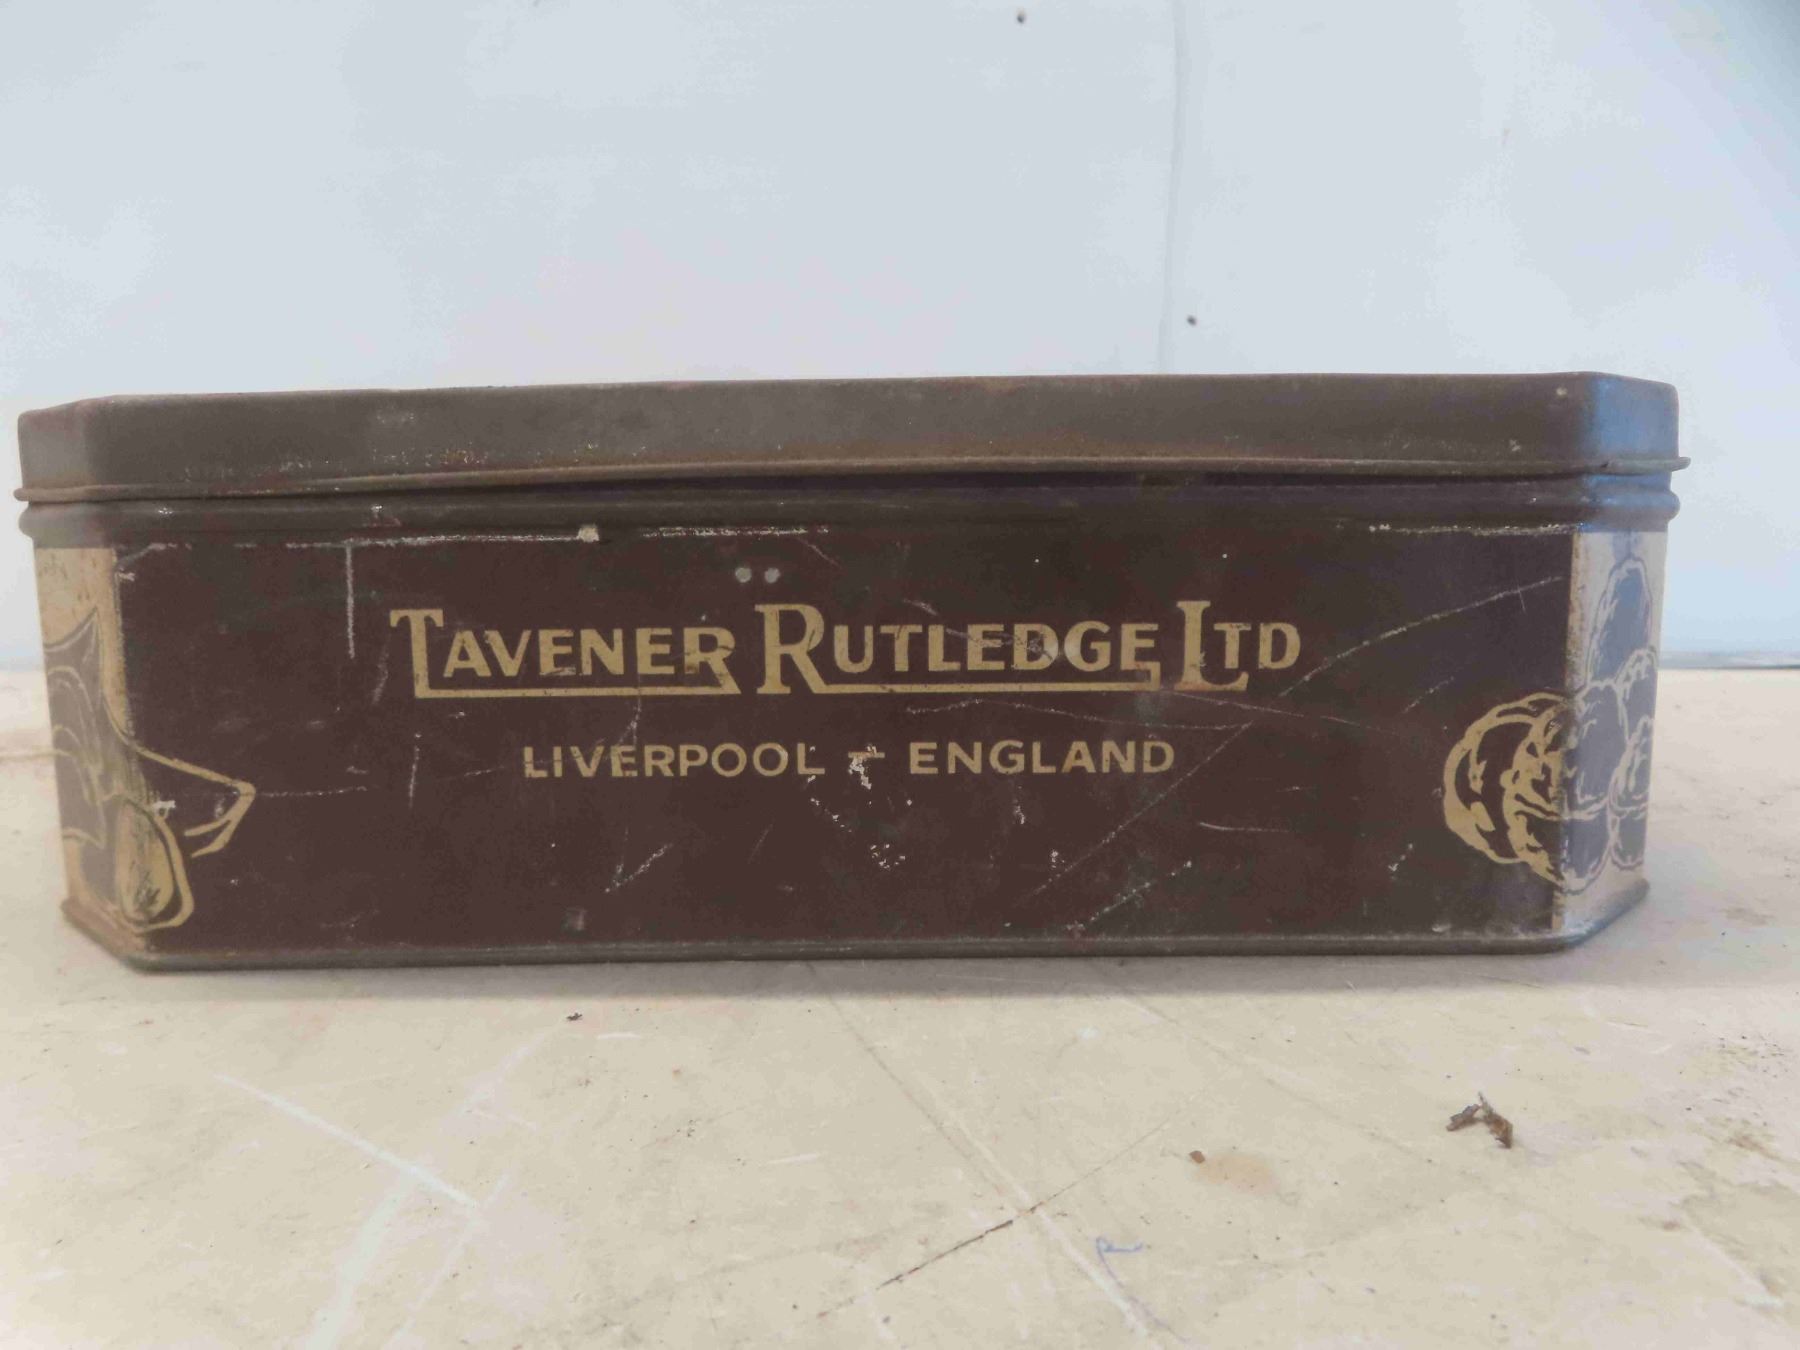 TAVENER RUTLEDGE LTD
LIVERPOOL - ENGLAND